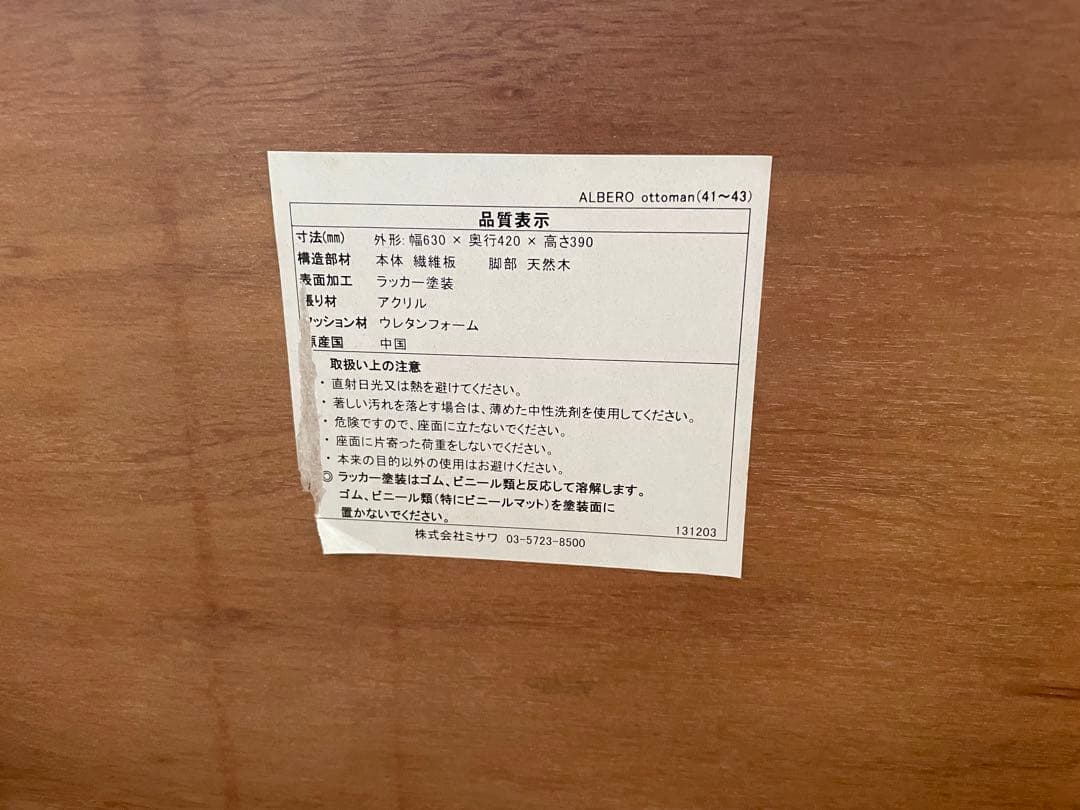 ALBERO ottoman(41〜43)
品質表示
寸法(mm) 外形: 幅630 × 奥行420 × 高さ390
構造部材 本体 繊維板 脚部 天然木
表面加工 ラッカー塗装
張り材 アクリル
ッション材 ウレタンフォーム
原産国 中国
取扱い上の注意
・直射日光又は熱を避けてください。
・著しい汚れを落とす場合は、薄めた中性洗剤を使用してください。
・危険ですので、座面に立たないでください。
・座面に片寄った荷重をしないでください。
・本来の目的以外の使用はお避けください。
◎ ラッカー塗装はゴム、ビニール類と反応して溶解します。
ゴム、ビニール類(特にビニールマット)を塗装面に
置かないでください。
131203
株式会社ミサワ 03-5723-8500